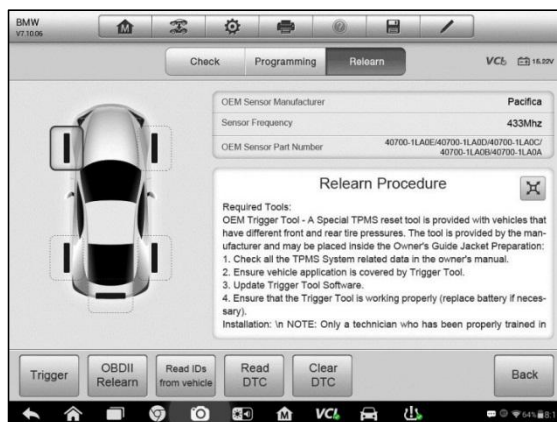 BMW
V7.10.06
Check Programming Relearn
VCI 15.22V
OEM Sensor Manufacturer Pacifica
Sensor Frequency 433Mhz
OEM Sensor Part Number 40700-1LA0E/40700-1LA0D/40700-1LA0C/
40700-1LA0B/40700-1LA0A
Relearn Procedure
Required Tools:
OEM Trigger Tool - A Special TPMS reset tool is provided with vehicles that
have different front and rear tire pressures. The tool is provided by the man-
ufacturer and may be placed inside the Owner's Guide Jacket Preparation:
1. Check all the TPMS System related data in the owner's manual.
2. Ensure vehicle application is covered by Trigger Tool.
3. Update Trigger Tool Software.
4. Ensure that the Trigger Tool is working properly (replace battery if neces-
sary).
Installation: \n NOTE: Only a technician who has been properly trained in
Trigger
OBDII
Relearn
Read IDs
from vehicle
Read
DTC
Clear
DTC
Back
VCI
64%